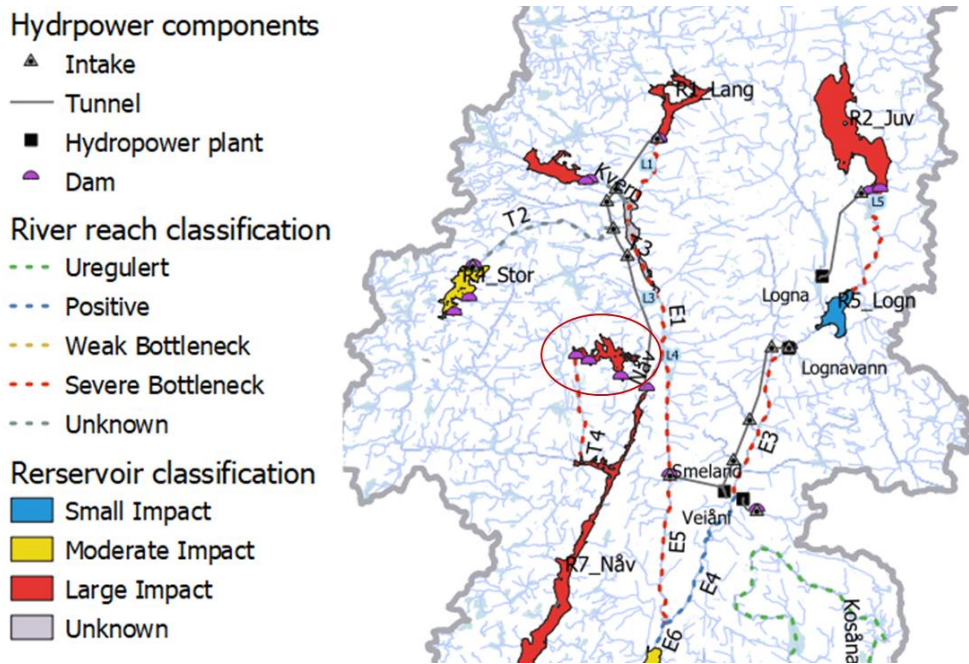 Hydrpower components
Intake
Tunnel
Hydropower plant
Dam
River reach classification
Uregulert
Positive
Weak Bottleneck
Severe Bottleneck
Unknown
Rerservoir classification
Small Impact
Moderate Impact
Large Impact
Unknown
R1_Lang
R2_Juv
L1
Kvern
L5
T2
T3
R4_Stor
L3
E1
Logna
R5_Logn
L4
Nåv
Lognavann
T4
E3
Smeland
Veiåni
E5
R7_Nåv
E4
E6
Kosåna